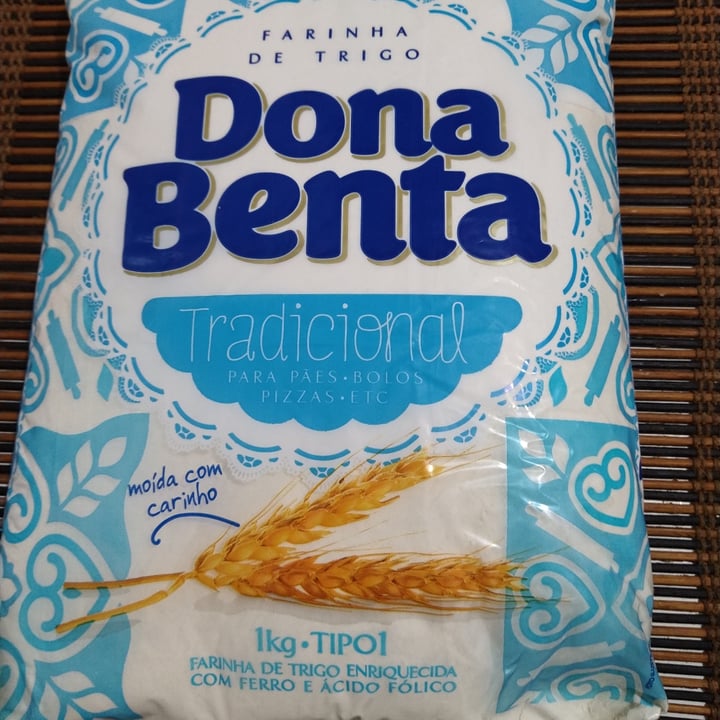 FARINHA
DE TRIGO
Dona
Benta
Tradicional
PARA PÃES • BOLOS
PIZZAS • ETC
moída com
carinho
1kg • TIPO1
FARINHA DE TRIGO ENRIQUECIDA
COM FERRO E ÁCIDO FÓLICO